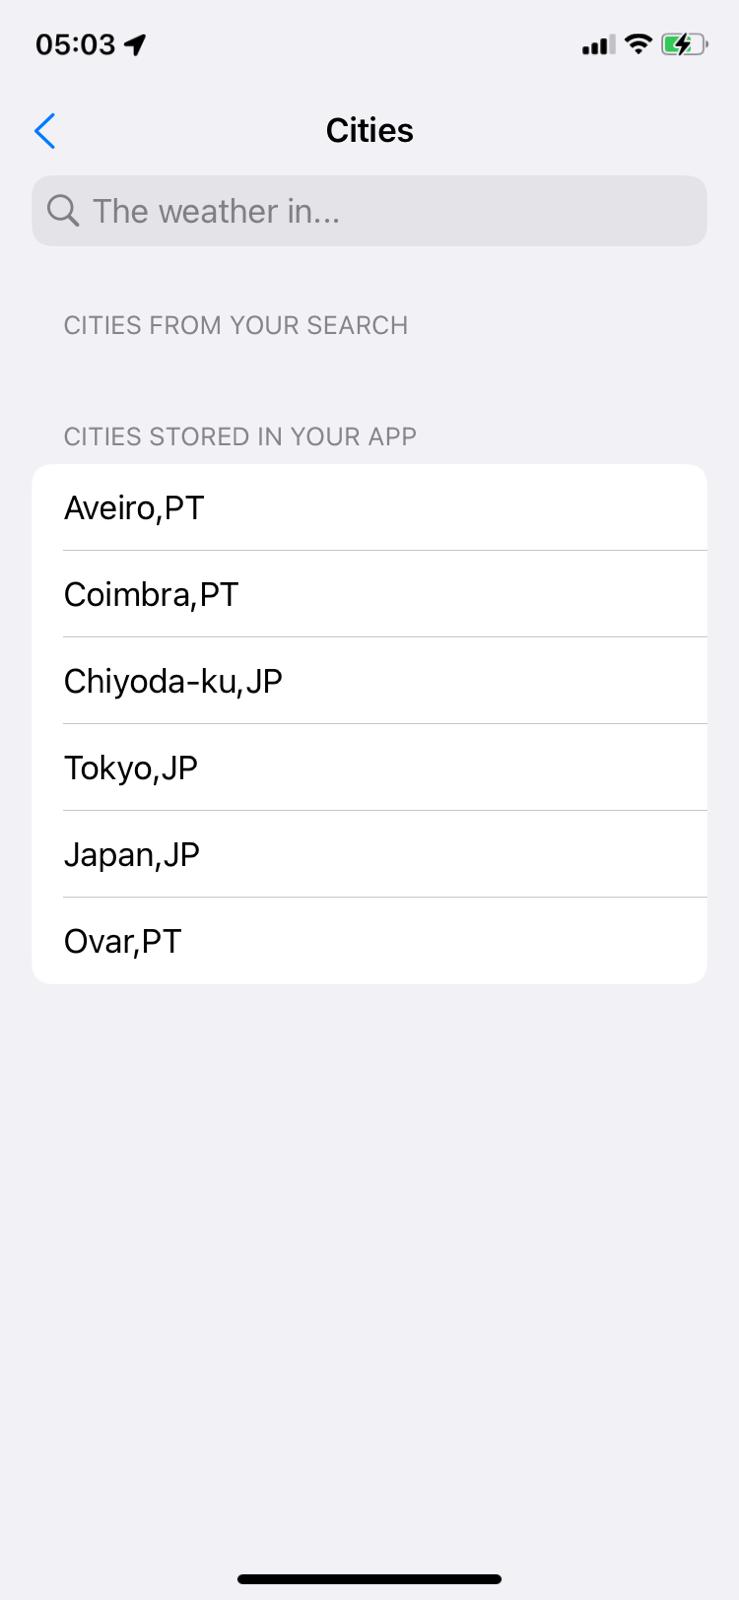 05:03
Cities
The weather in...
CITIES FROM YOUR SEARCH
CITIES STORED IN YOUR APP
Aveiro,PT
Coimbra,PT
Chiyoda-ku,JP
Tokyo,JP
Japan,JP
Ovar,PT